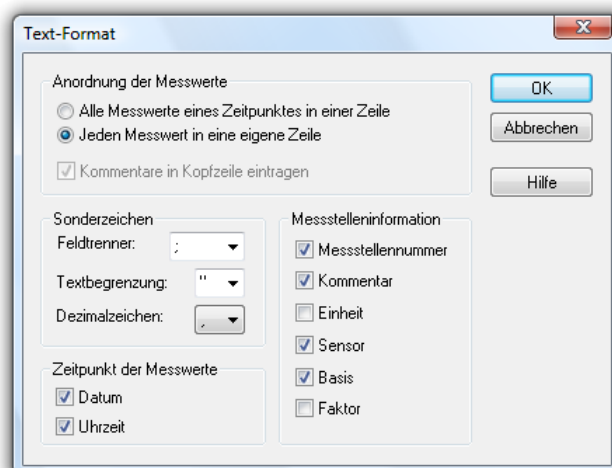 Text-Format
Anordnung der Messwerte
Alle Messwerte eines Zeitpunktes in einer Zeile
Jeden Messwert in eine eigene Zeile
Kommentare in Kopfzeile eintragen
OK
Abbrechen
Hilfe
Sonderzeichen
Feldtrenner: ;
Textbegrenzung: "
Dezimalzeichen: ,
Messstelleninformation
Messstellennummer
Kommentar
Einheit
Sensor
Basis
Faktor
Zeitpunkt der Messwerte
Datum
Uhrzeit